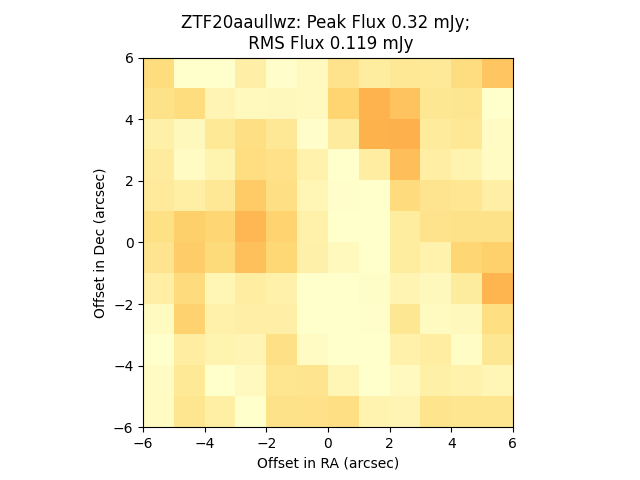 ZTF20aaullwz: Peak Flux 0.32 mJy;
RMS Flux 0.119 mJy
6
4
2
0
−2
−4
−6
Offset in Dec (arcsec)
−6 −4 −2 0 2 4 6
Offset in RA (arcsec)